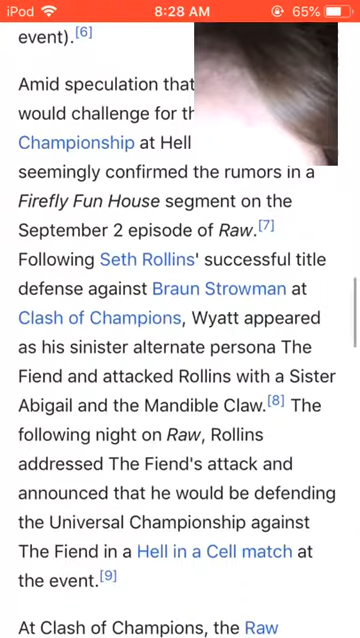 iPod 8:28 AM 65%
event).[6]
Amid speculation that
would challenge for th
Championship at Hell
seemingly confirmed the rumors in a
Firefly Fun House segment on the
September 2 episode of Raw.[7]
Following Seth Rollins' successful title
defense against Braun Strowman at
Clash of Champions, Wyatt appeared
as his sinister alternate persona The
Fiend and attacked Rollins with a Sister
Abigail and the Mandible Claw.[8] The
following night on Raw, Rollins
addressed The Fiend's attack and
announced that he would be defending
the Universal Championship against
The Fiend in a Hell in a Cell match at
the event.[9]
At Clash of Champions, the Raw